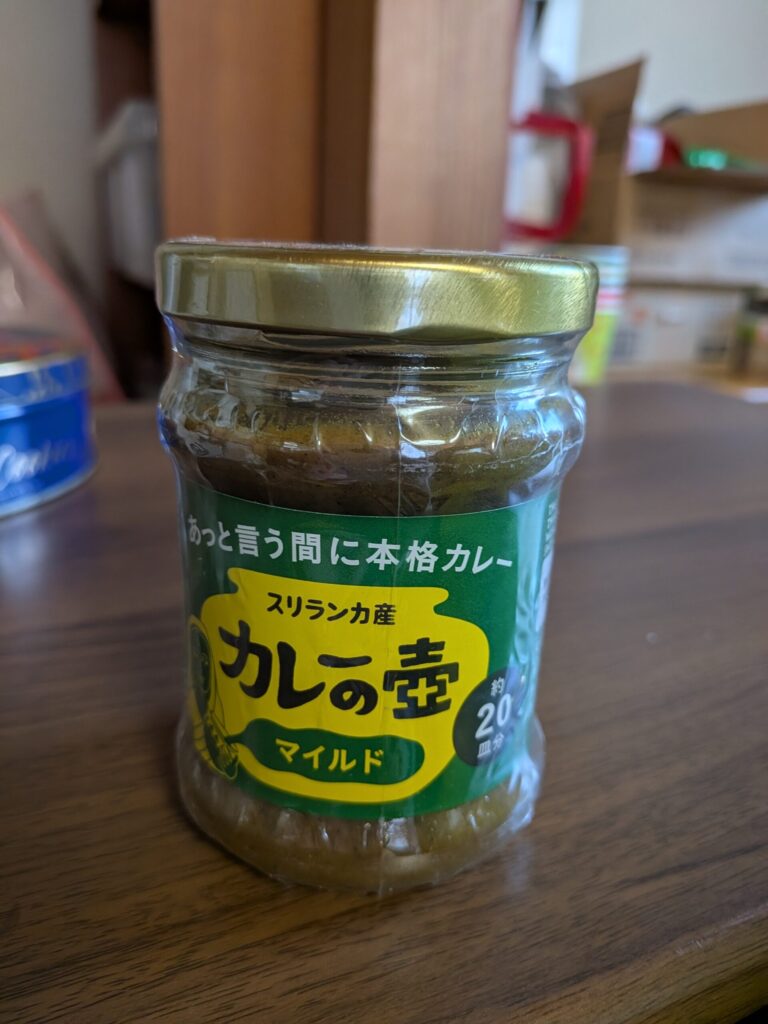 あっと言う間に本格カレー
スリランカ産
カレーの壺
マイルド
約
20
皿分